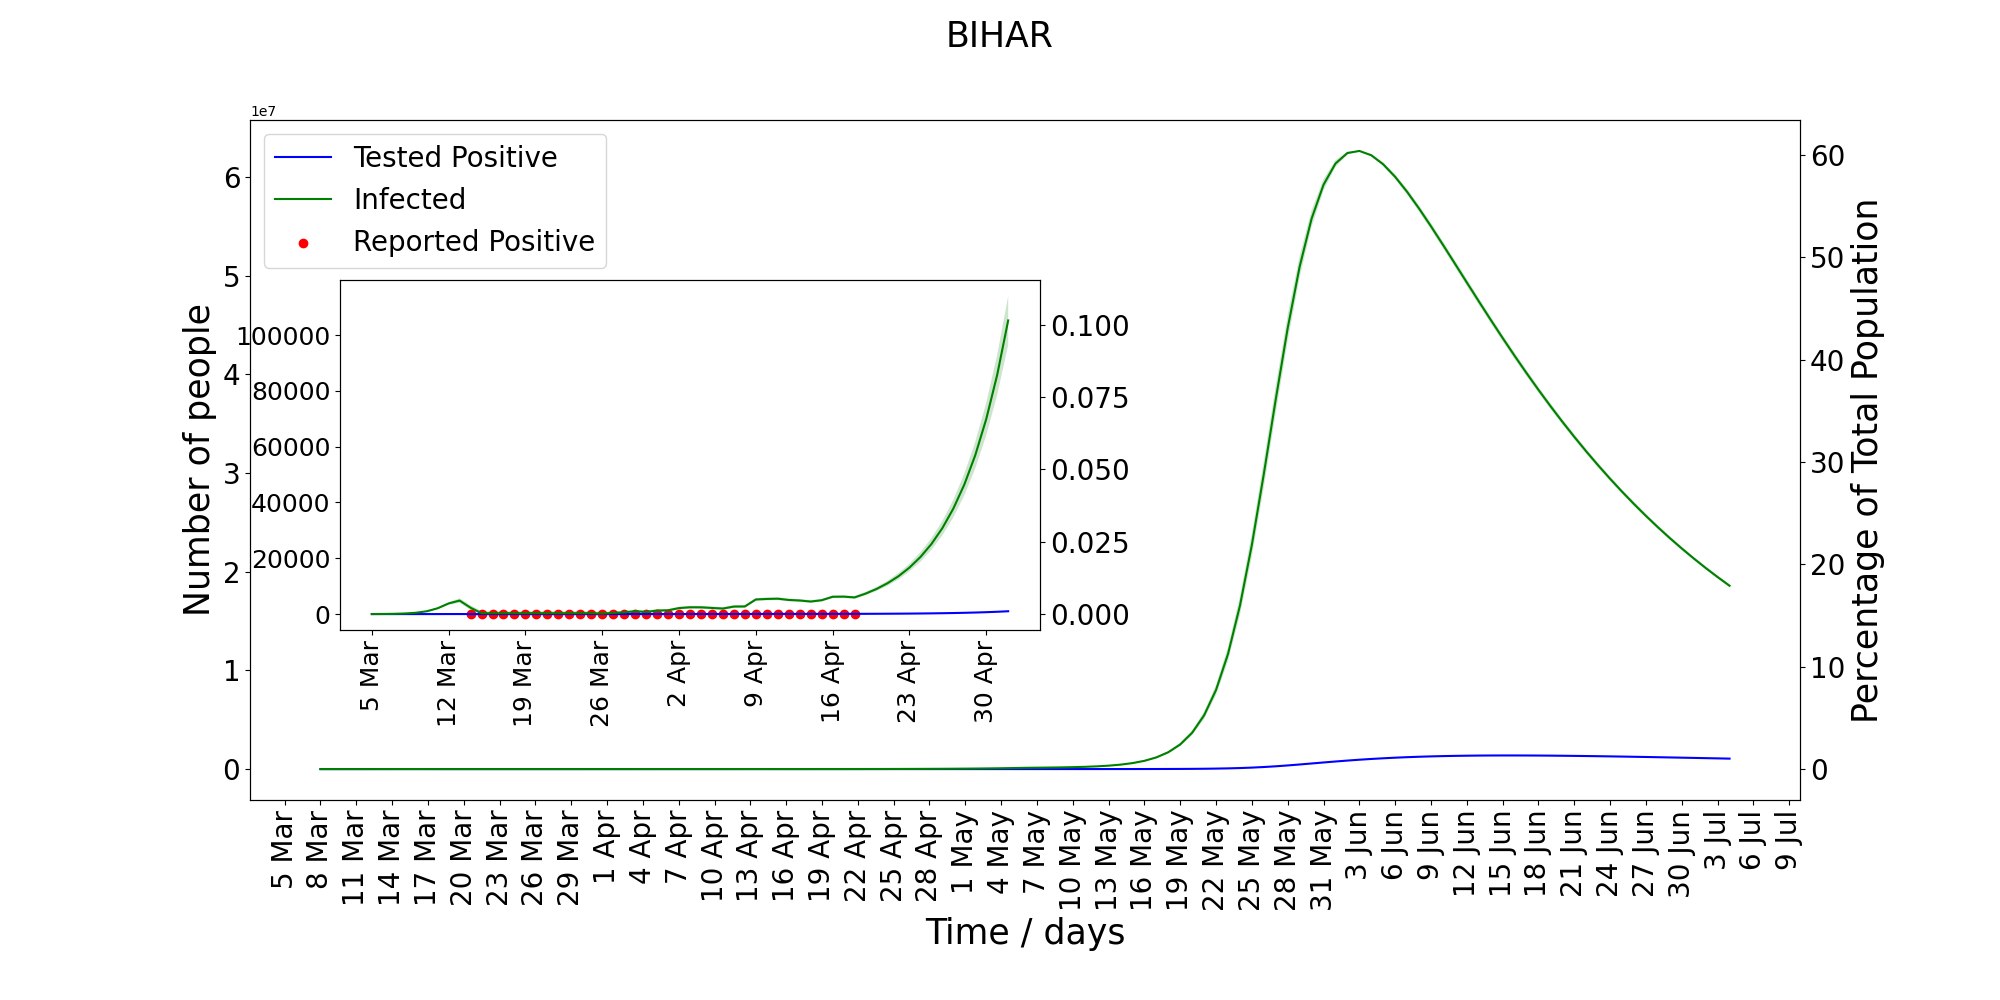 BIHAR
1e7
Tested Positive
Infected
Reported Positive
6
5
4
3
2
1
0
Number of people
60
50
40
30
20
10
0
Percentage of Total Population
100000
80000
60000
40000
20000
0
0.100
0.075
0.050
0.025
0.000
5 Mar
12 Mar
19 Mar
26 Mar
2 Apr
9 Apr
16 Apr
23 Apr
30 Apr
5 Mar
8 Mar
11 Mar
14 Mar
17 Mar
20 Mar
23 Mar
26 Mar
29 Mar
1 Apr
4 Apr
7 Apr
10 Apr
13 Apr
16 Apr
19 Apr
22 Apr
25 Apr
28 Apr
1 May
4 May
7 May
10 May
13 May
16 May
19 May
22 May
25 May
28 May
31 May
3 Jun
6 Jun
9 Jun
12 Jun
15 Jun
18 Jun
21 Jun
24 Jun
27 Jun
30 Jun
3 Jul
6 Jul
9 Jul
Time / days